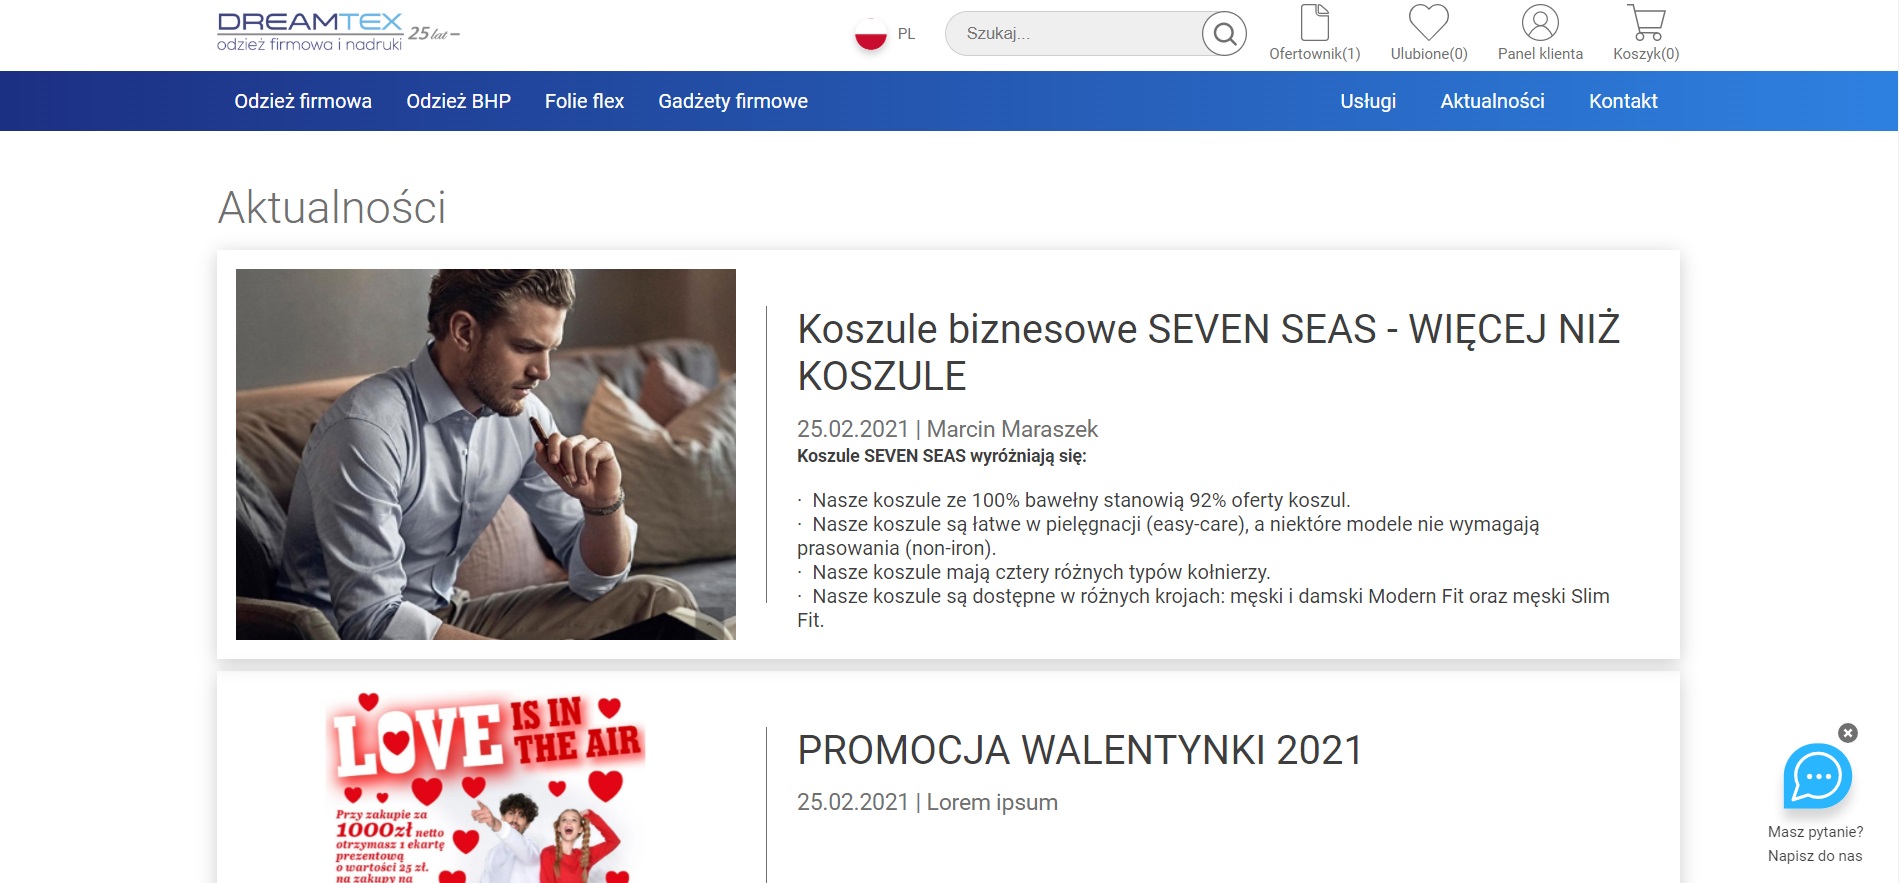 DREAMTEX
25 lat
odzież firmowa i nadruki
PL
Szukaj...
Ofertownik(1)
Ulubione(0)
Panel klienta
Koszyk(0)
Odzież firmowa
Odzież BHP
Folie flex
Gadżety firmowe
Usługi
Aktualności
Kontakt
Aktualności
Koszule biznesowe SEVEN SEAS - WIĘCEJ NIŻ
KOSZULE
25.02.2021 | Marcin Maraszek
Koszule SEVEN SEAS wyróżniają się:
· Nasze koszule ze 100% bawełny stanowią 92% oferty koszul.
· Nasze koszule są łatwe w pielęgnacji (easy-care), a niektóre modele nie wymagają
prasowania (non-iron).
· Nasze koszule mają cztery różnych typów kołnierzy.
· Nasze koszule są dostępne w różnych krojach: męski i damski Modern Fit oraz męski Slim
Fit.
LOVE IS IN
THE AIR
Przy zakupie za
1000zł netto
otrzymasz 1 ekartę
prezentową
o wartości 25 zł.
na zakupy na
PROMOCJA WALENTYNKI 2021
25.02.2021 | Lorem ipsum
Masz pytanie?
Napisz do nas